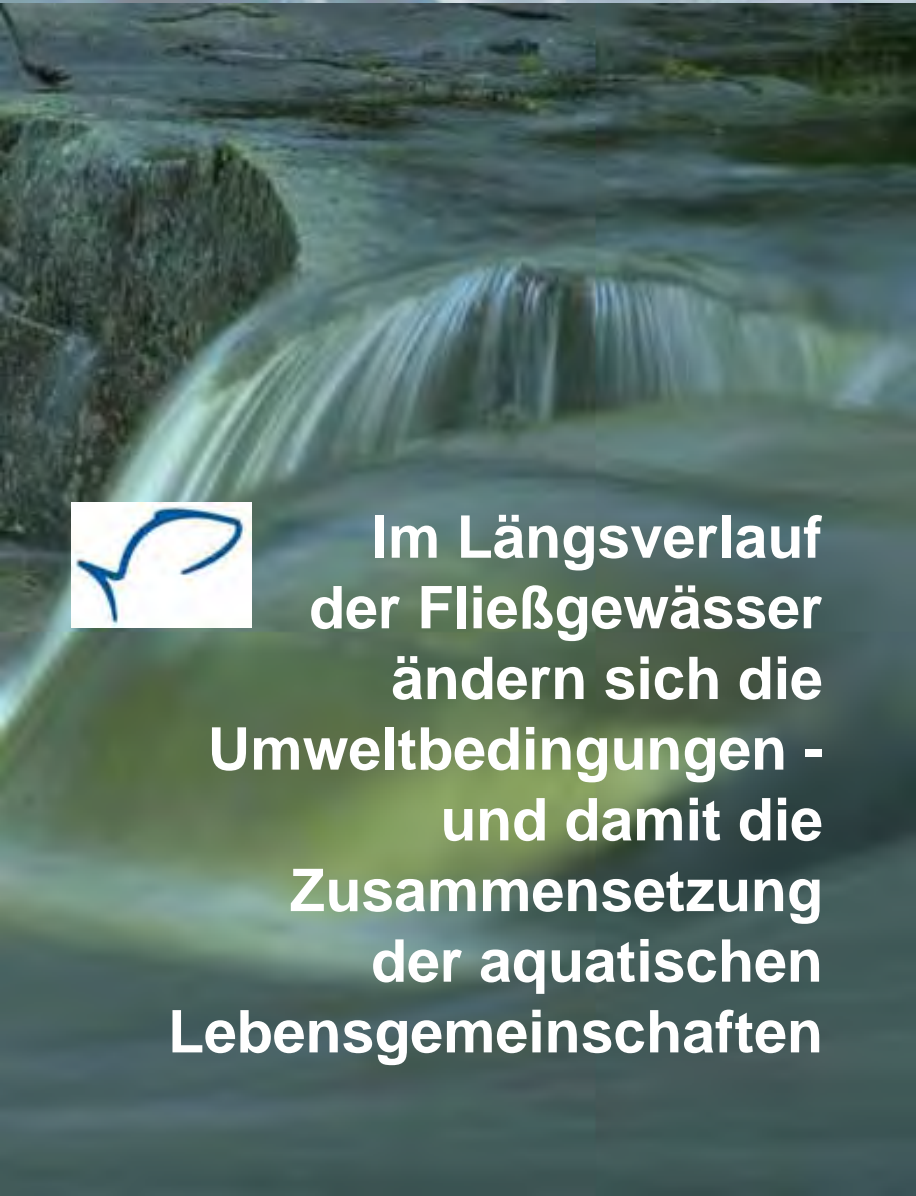 Im Längsverlauf
der Fließgewässer
ändern sich die
Umweltbedingungen -
und damit die
Zusammensetzung
der aquatischen
Lebensgemeinschaften